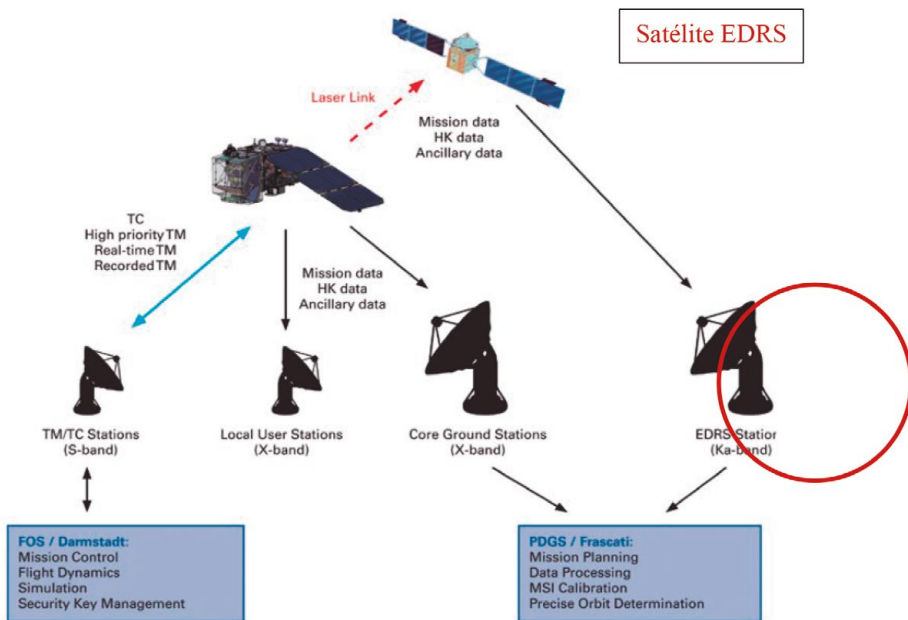 Satélite EDRS
Laser Link
Mission data
HK data
Ancillary data
TC
High priority TM
Real-time TM
Recorded TM
Mission data
HK data
Ancillary data
TM/TC Stations
(S-band)
Local User Stations
(X-band)
Core Ground Stations
(X-band)
EDRS Station
(Ka-band)
FOS / Darmstadt:
Mission Control
Flight Dynamics
Simulation
Security Key Management
PDGS / Frascati:
Mission Planning
Data Processing
MSI Calibration
Precise Orbit Determination